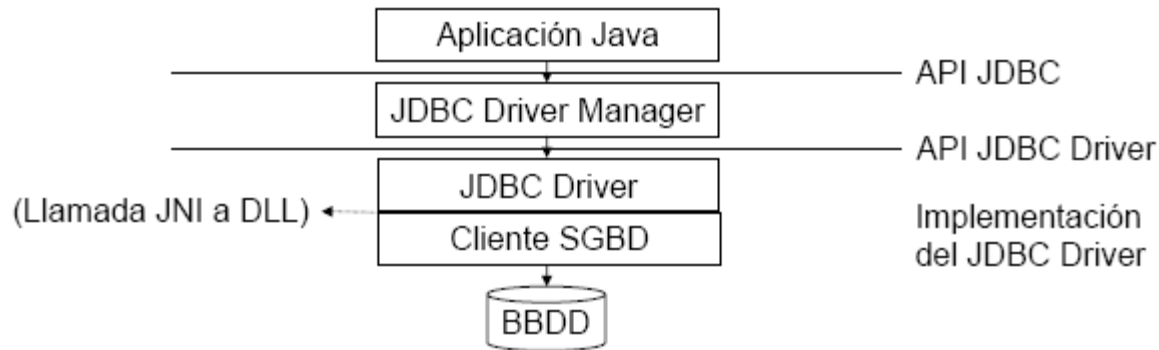 Aplicación Java
API JDBC
JDBC Driver Manager
API JDBC Driver
JDBC Driver
(Llamada JNI a DLL)
Cliente SGBD
Implementación
del JDBC Driver
BBDD